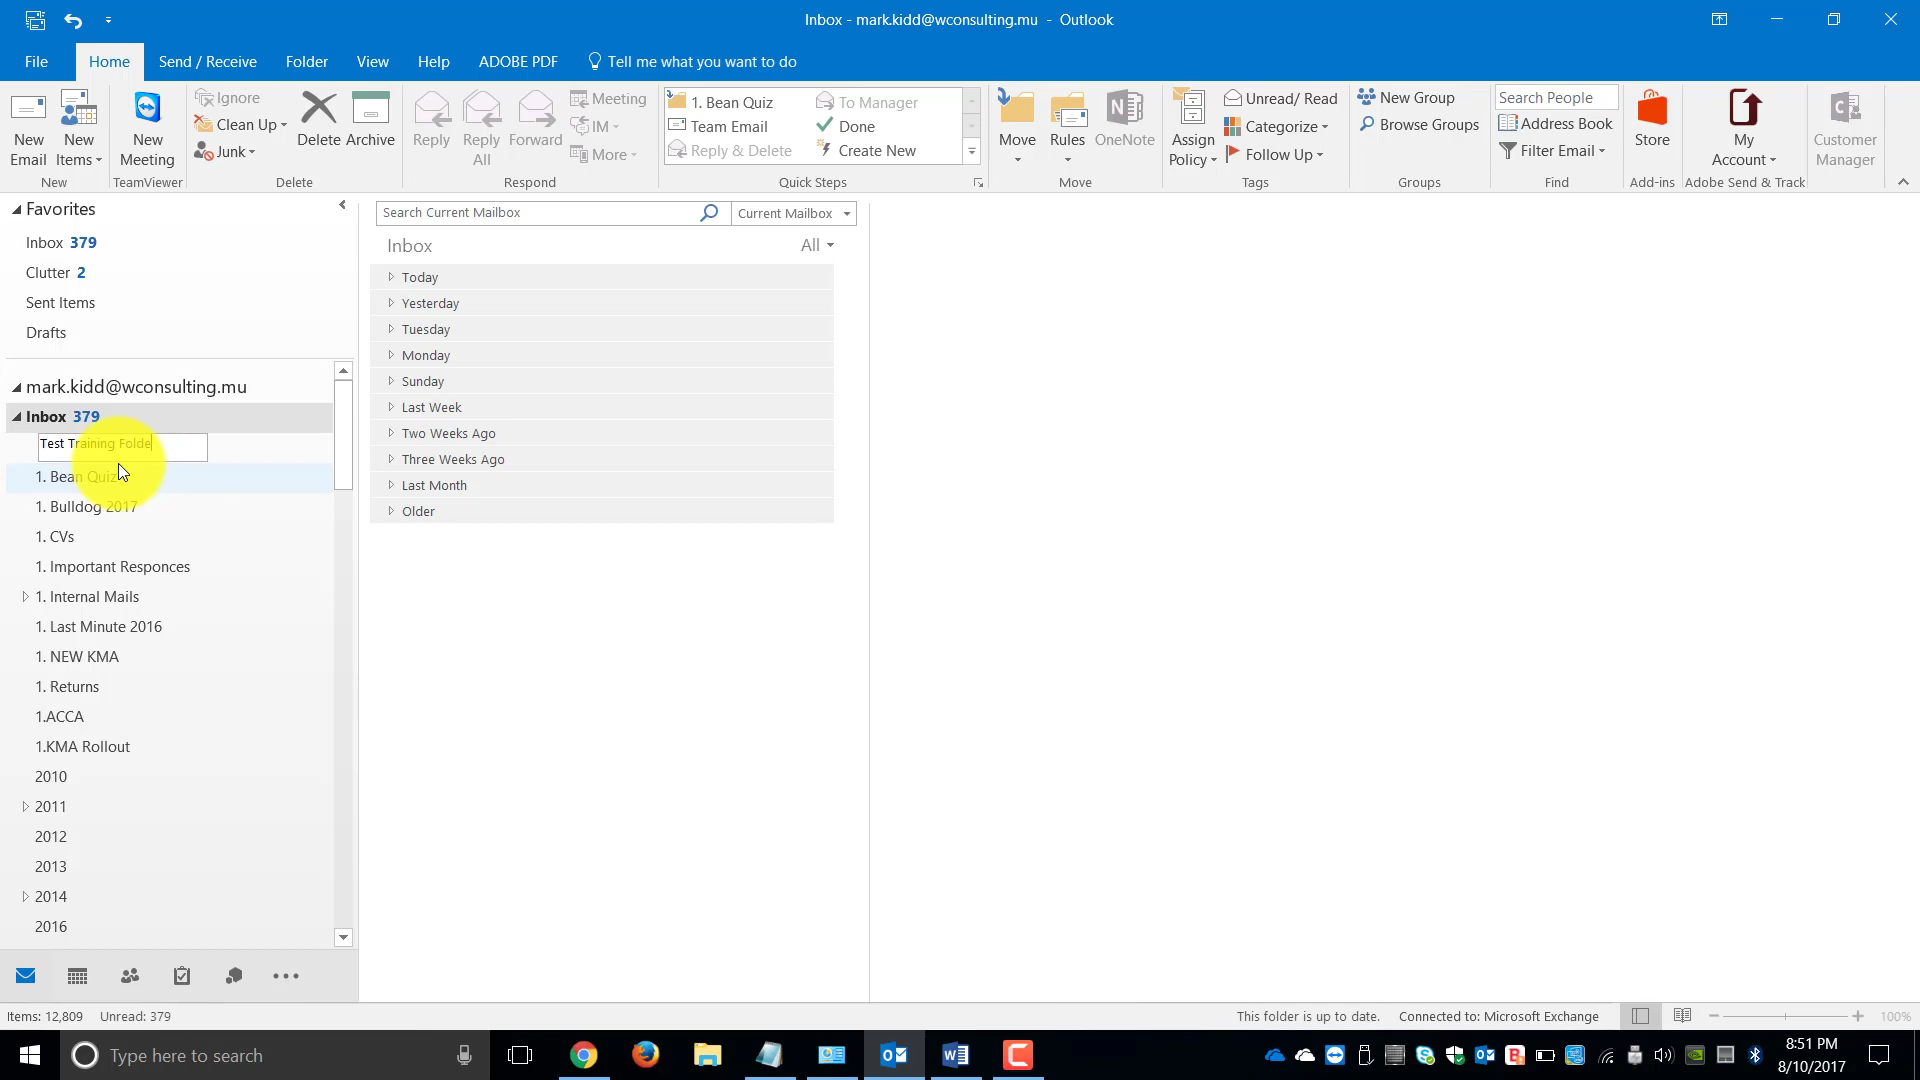 Inbox - mark.kidd@wconsulting.mu - Outlook
File Home Send / Receive Folder View Help ADOBE PDF Tell me what you want to do
New Email
New Items
New
New Meeting
TeamViewer
Ignore
Clean Up
Junk
Delete
Archive
Delete
Reply
Reply All
Forward
Meeting
IM
More
Respond
1. Bean Quiz
Team Email
Reply & Delete
To Manager
Done
Create New
Quick Steps
Move
Rules
OneNote
Move
Assign Policy
Unread/ Read
Categorize
Follow Up
Tags
New Group
Browse Groups
Groups
Search People
Address Book
Filter Email
Find
Store
Add-ins
My Account
Adobe Send & Track
Customer Manager
Favorites
Inbox 379
Clutter 2
Sent Items
Drafts
mark.kidd@wconsulting.mu
Inbox 379
Test Training Folde
1. Bean Quiz
1. Bulldog 2017
1. CVs
1. Important Responces
1. Internal Mails
1. Last Minute 2016
1. NEW KMA
1. Returns
1.ACCA
1.KMA Rollout
2010
2011
2012
2013
2014
2016
Search Current Mailbox
Current Mailbox
Inbox
All
Today
Yesterday
Tuesday
Monday
Sunday
Last Week
Two Weeks Ago
Three Weeks Ago
Last Month
Older
Items: 12,809 Unread: 379
This folder is up to date. Connected to: Microsoft Exchange
100%
Type here to search
8:51 PM
8/10/2017